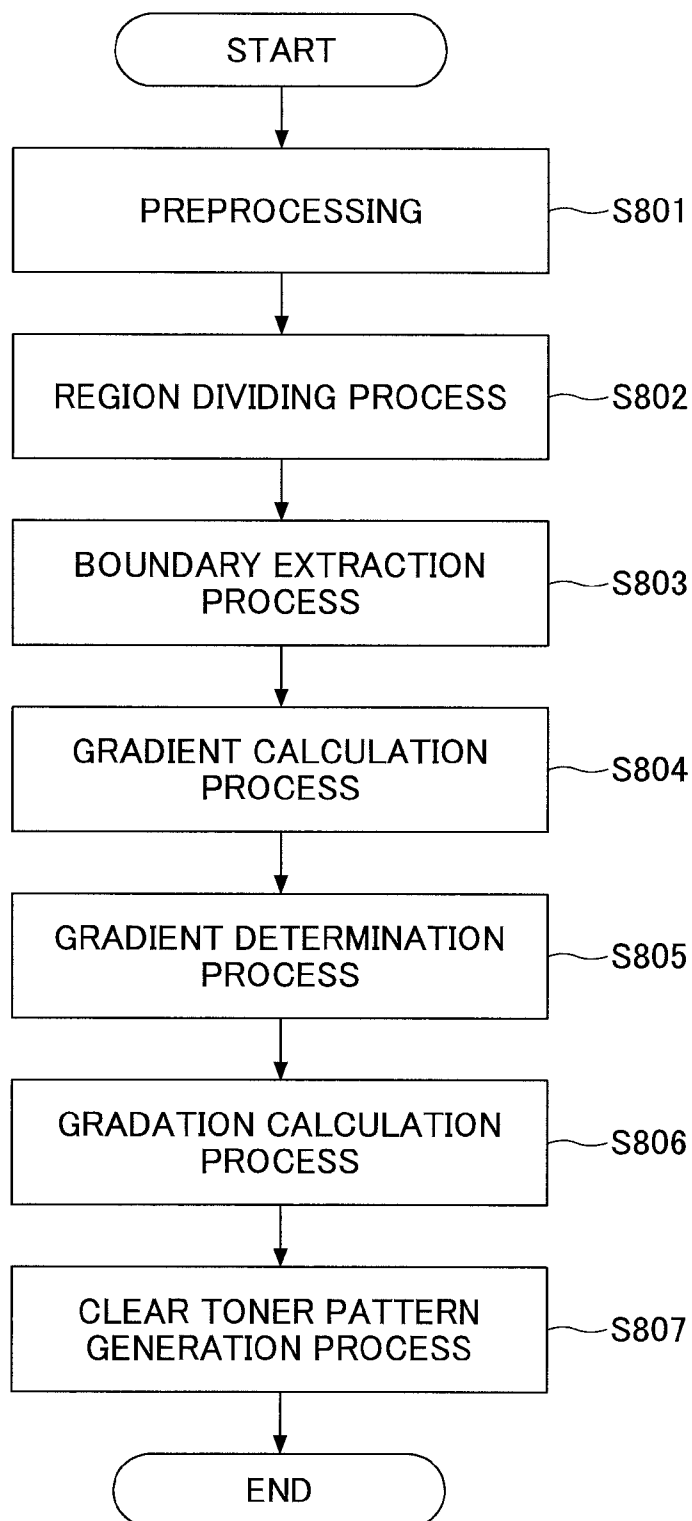 START
PREPROCESSING
S801
REGION DIVIDING PROCESS
S802
BOUNDARY EXTRACTION
PROCESS
S803
GRADIENT CALCULATION
PROCESS
S804
GRADIENT DETERMINATION
PROCESS
S805
GRADATION CALCULATION
PROCESS
S806
CLEAR TONER PATTERN
GENERATION PROCESS
S807
END